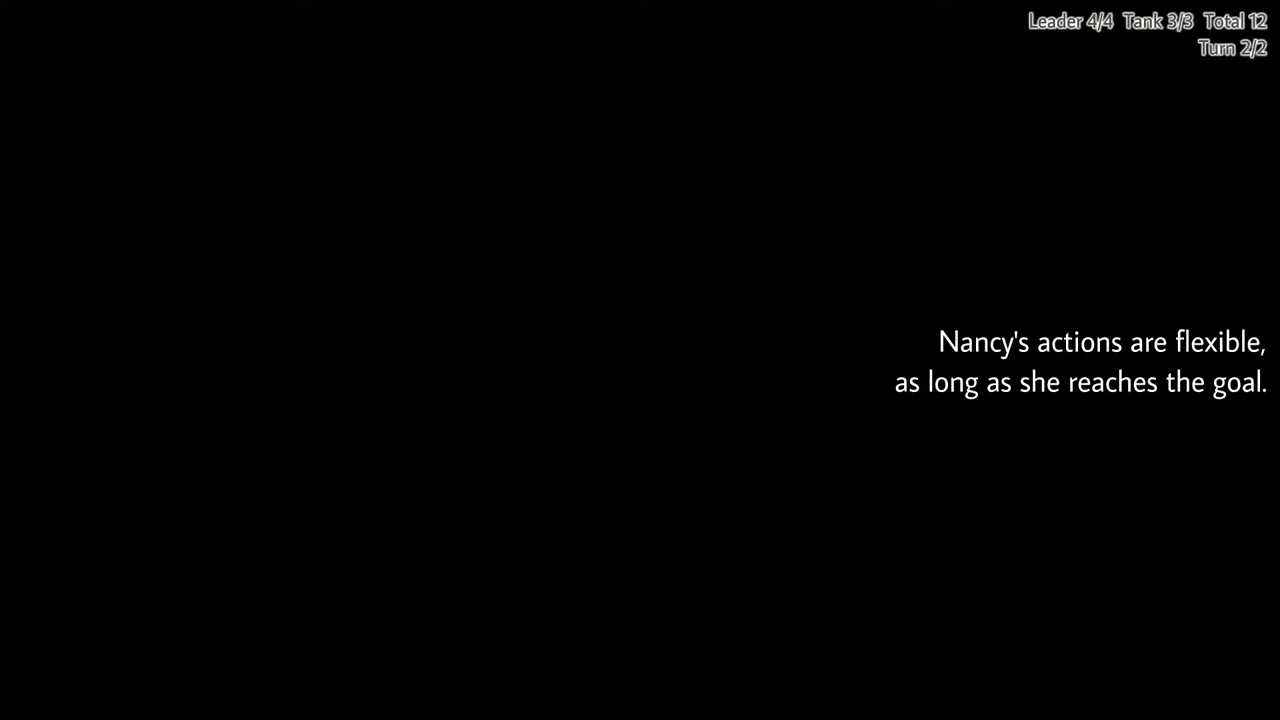 Leader 4/4 Tank 3/3 Total 12
Turn 2/2
Nancy's actions are flexible,
as long as she reaches the goal.